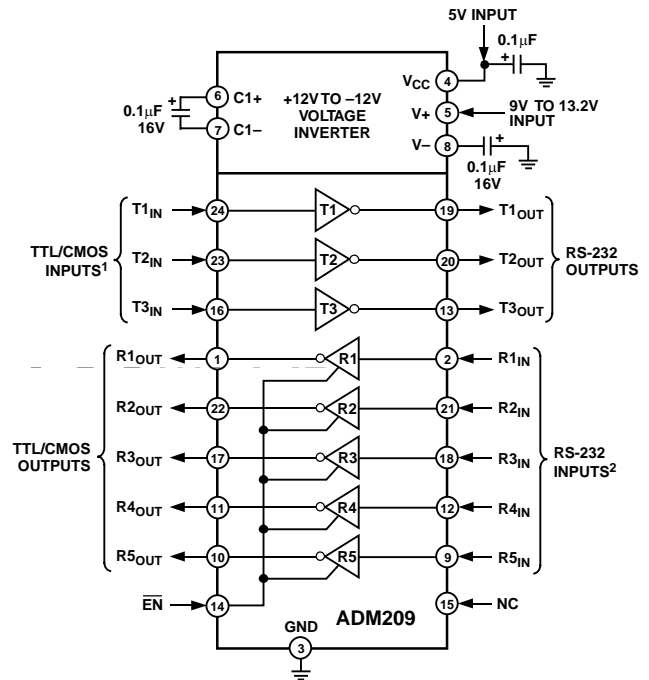 5V INPUT
0.1µF
+
VCC 4
6 C1+
+12V TO –12V
VOLTAGE
INVERTER
+
0.1µF
16V
7 C1–
V+ 5
9V TO 13.2V
INPUT
V– 8
+
0.1µF
16V
TTL/CMOS
INPUTS1
T1IN 24 T1 19 T1OUT
T2IN 23 T2 20 T2OUT
T3IN 16 T3 13 T3OUT
RS-232
OUTPUTS
TTL/CMOS
OUTPUTS
R1OUT 1 R1 2 R1IN
R2OUT 22 R2 21 R2IN
R3OUT 17 R3 18 R3IN
R4OUT 11 R4 12 R4IN
R5OUT 10 R5 9 R5IN
RS-232
INPUTS2
EN 14
ADM209
15 NC
GND
3